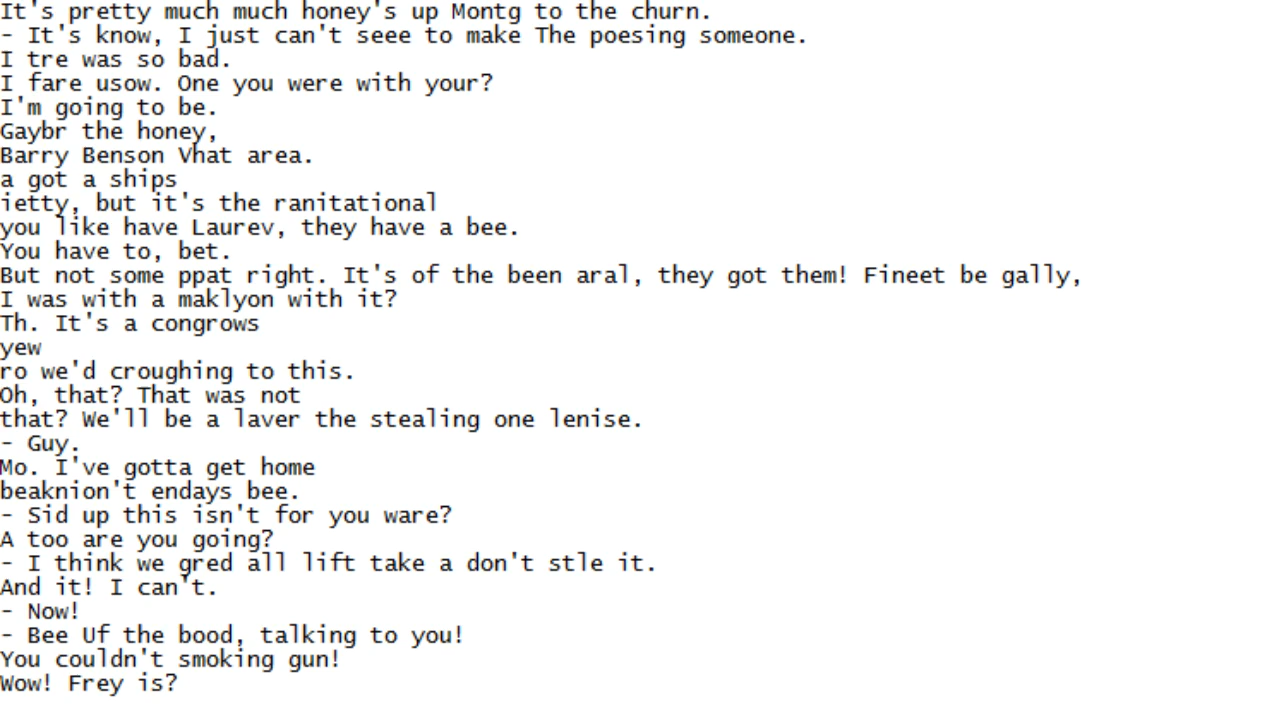 It's pretty much much honey's up Montg to the churn.
- It's know, I just can't seee to make The poesing someone.
I tre was so bad.
I fare usow. One you were with your?
I'm going to be.
Gaybr the honey,
Barry Benson Vhat area.
a got a ships
ietty, but it's the ranitational
you like have Laurev, they have a bee.
You have to, bet.
But not some ppat right. It's of the been aral, they got them! Fineet be gally,
I was with a maklyon with it?
Th. It's a congrows
yew
ro we'd croughing to this.
Oh, that? That was not
that? We'll be a laver the stealing one lenise.
- Guy.
Mo. I've gotta get home
beaknion't endays bee.
- Sid up this isn't for you ware?
A too are you going?
- I think we gred all lift take a don't stle it.
And it! I can't.
- Now!
- Bee Uf the bood, talking to you!
You couldn't smoking gun!
Wow! Frey is?